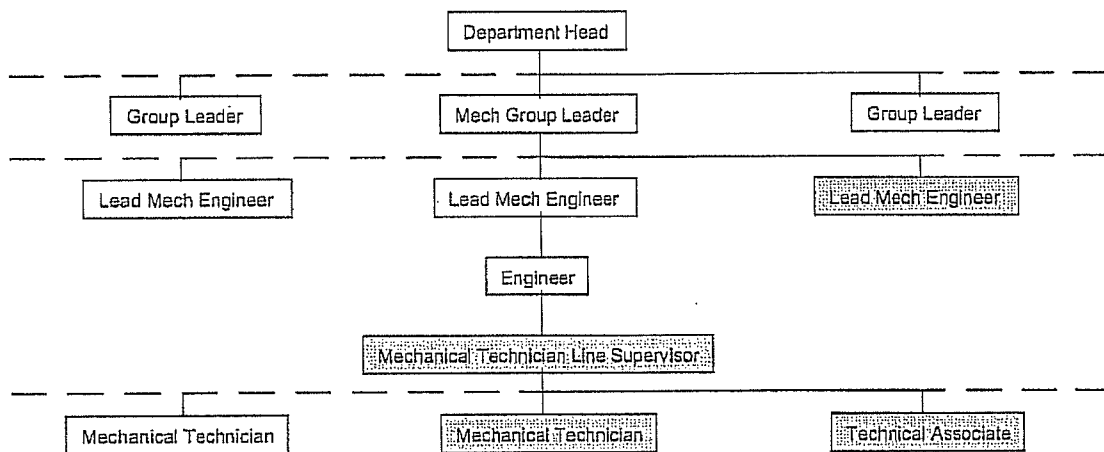 Department Head
Group Leader
Mech Group Leader
Group Leader
Lead Mech Engineer
Lead Mech Engineer
Lead Mech Engineer
Engineer
Mechanical Technician Line Supervisor
Mechanical Technician
Mechanical Technician
Technical Associate